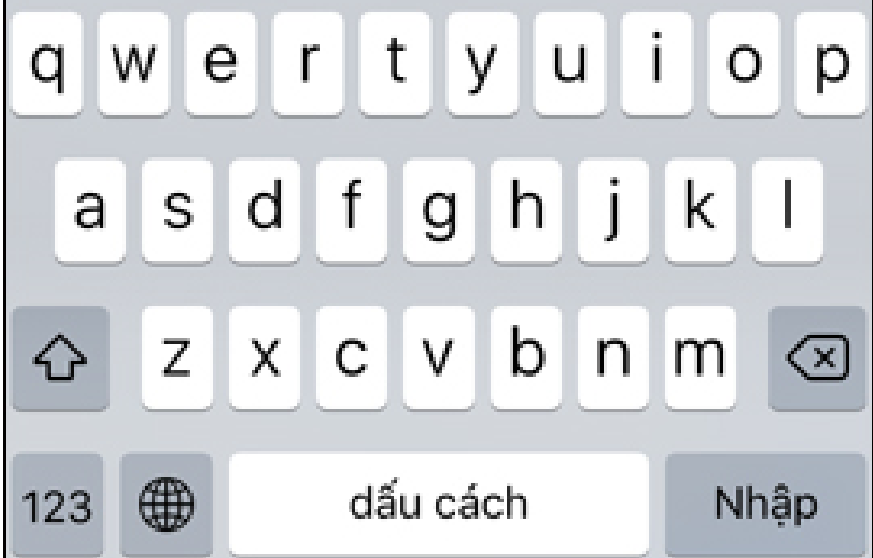 q w e r t y u i o p
a s d f g h j k l
z x c v b n m
123 dấu cách Nhập